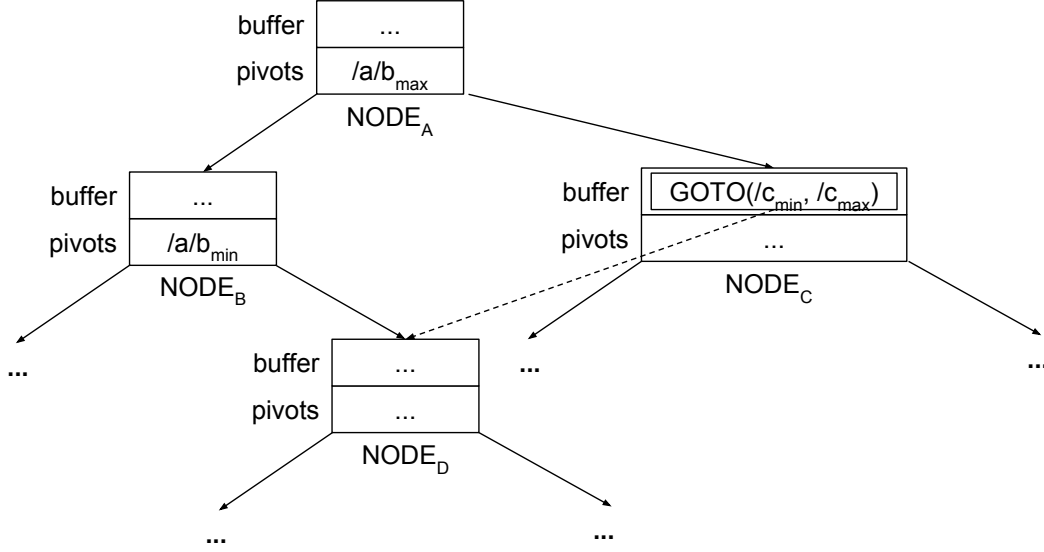 buffer ...
pivots /a/b_max
NODE_A
buffer ...
pivots /a/b_min
NODE_B
buffer GOTO(/c_min, /c_max)
pivots ...
NODE_C
...
buffer ...
pivots ...
NODE_D
...
...
...
...